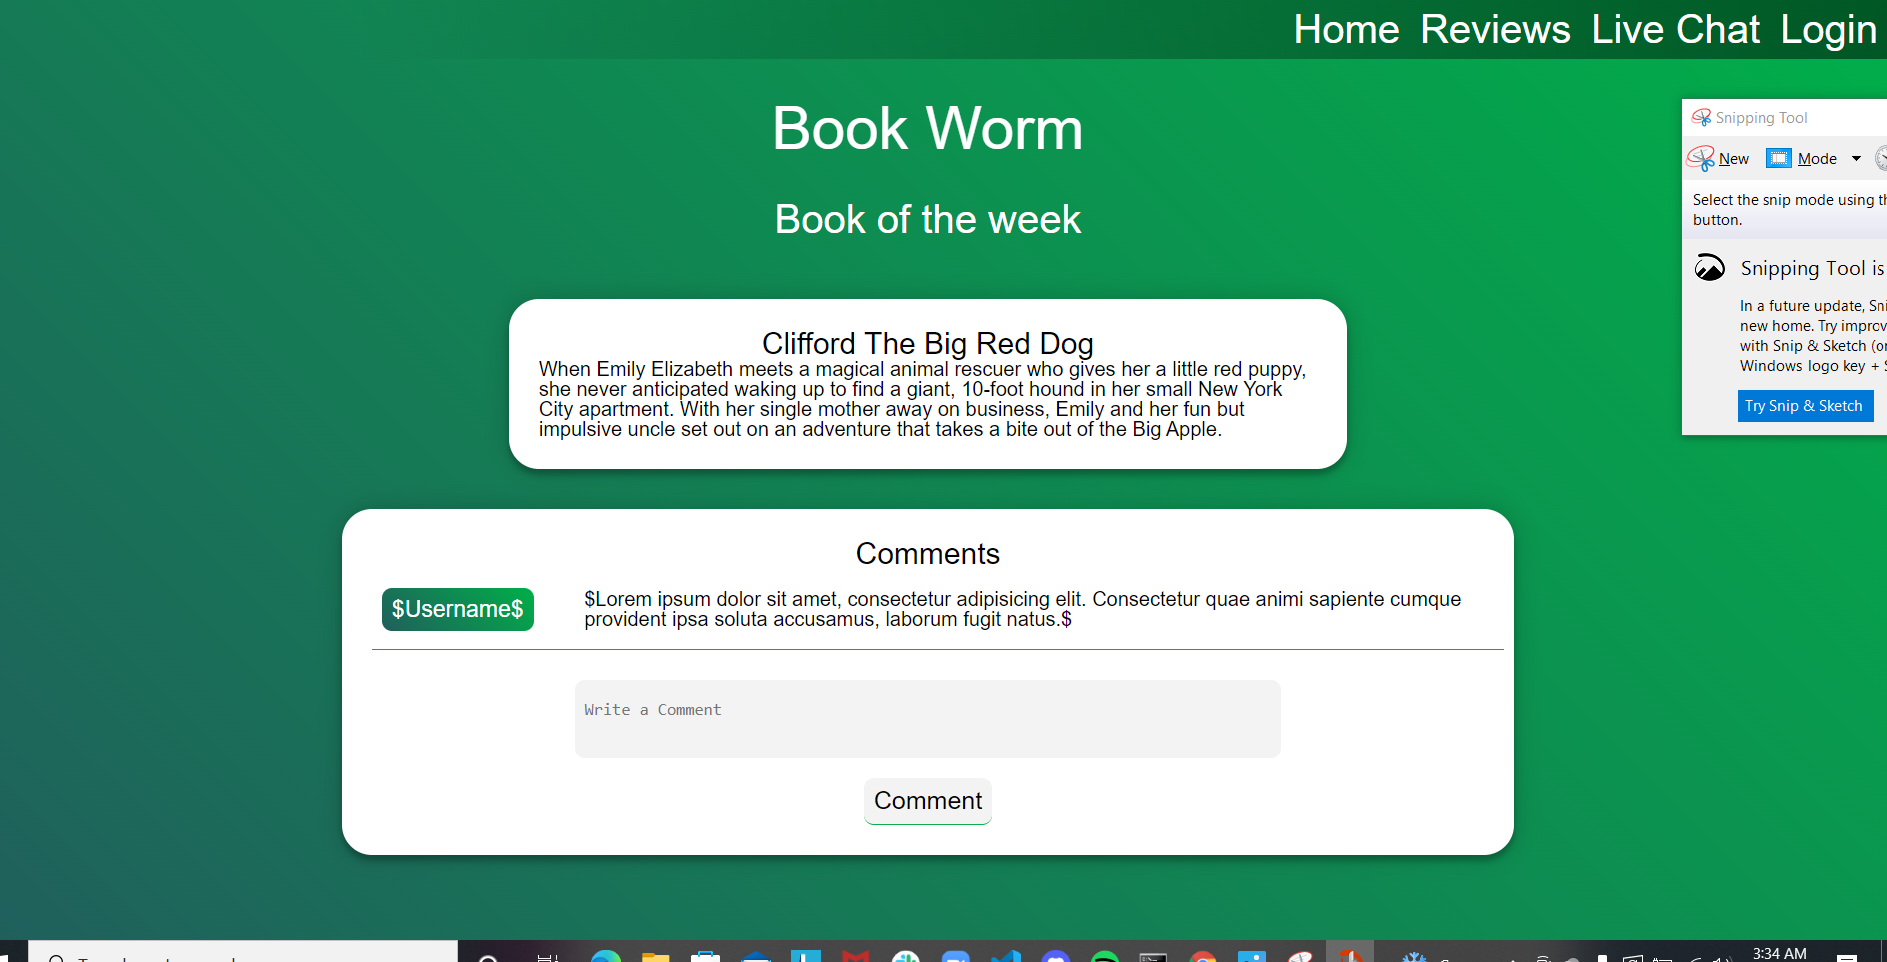 Home Reviews Live Chat Login
Book Worm
Book of the week
Clifford The Big Red Dog
When Emily Elizabeth meets a magical animal rescuer who gives her a little red puppy,
she never anticipated waking up to find a giant, 10-foot hound in her small New York
City apartment. With her single mother away on business, Emily and her fun but
impulsive uncle set out on an adventure that takes a bite out of the Big Apple.
Comments
$Username$
$Lorem ipsum dolor sit amet, consectetur adipisicing elit. Consectetur quae animi sapiente cumque
provident ipsa soluta accusamus, laborum fugit natus.$
Write a Comment
Comment
Snipping Tool
New Mode
Select the snip mode using
button.
Snipping Tool is
In a future update,
new home. Try
with Snip & Sketch
Windows logo key +
Try Snip & Sketch
3:34 AM